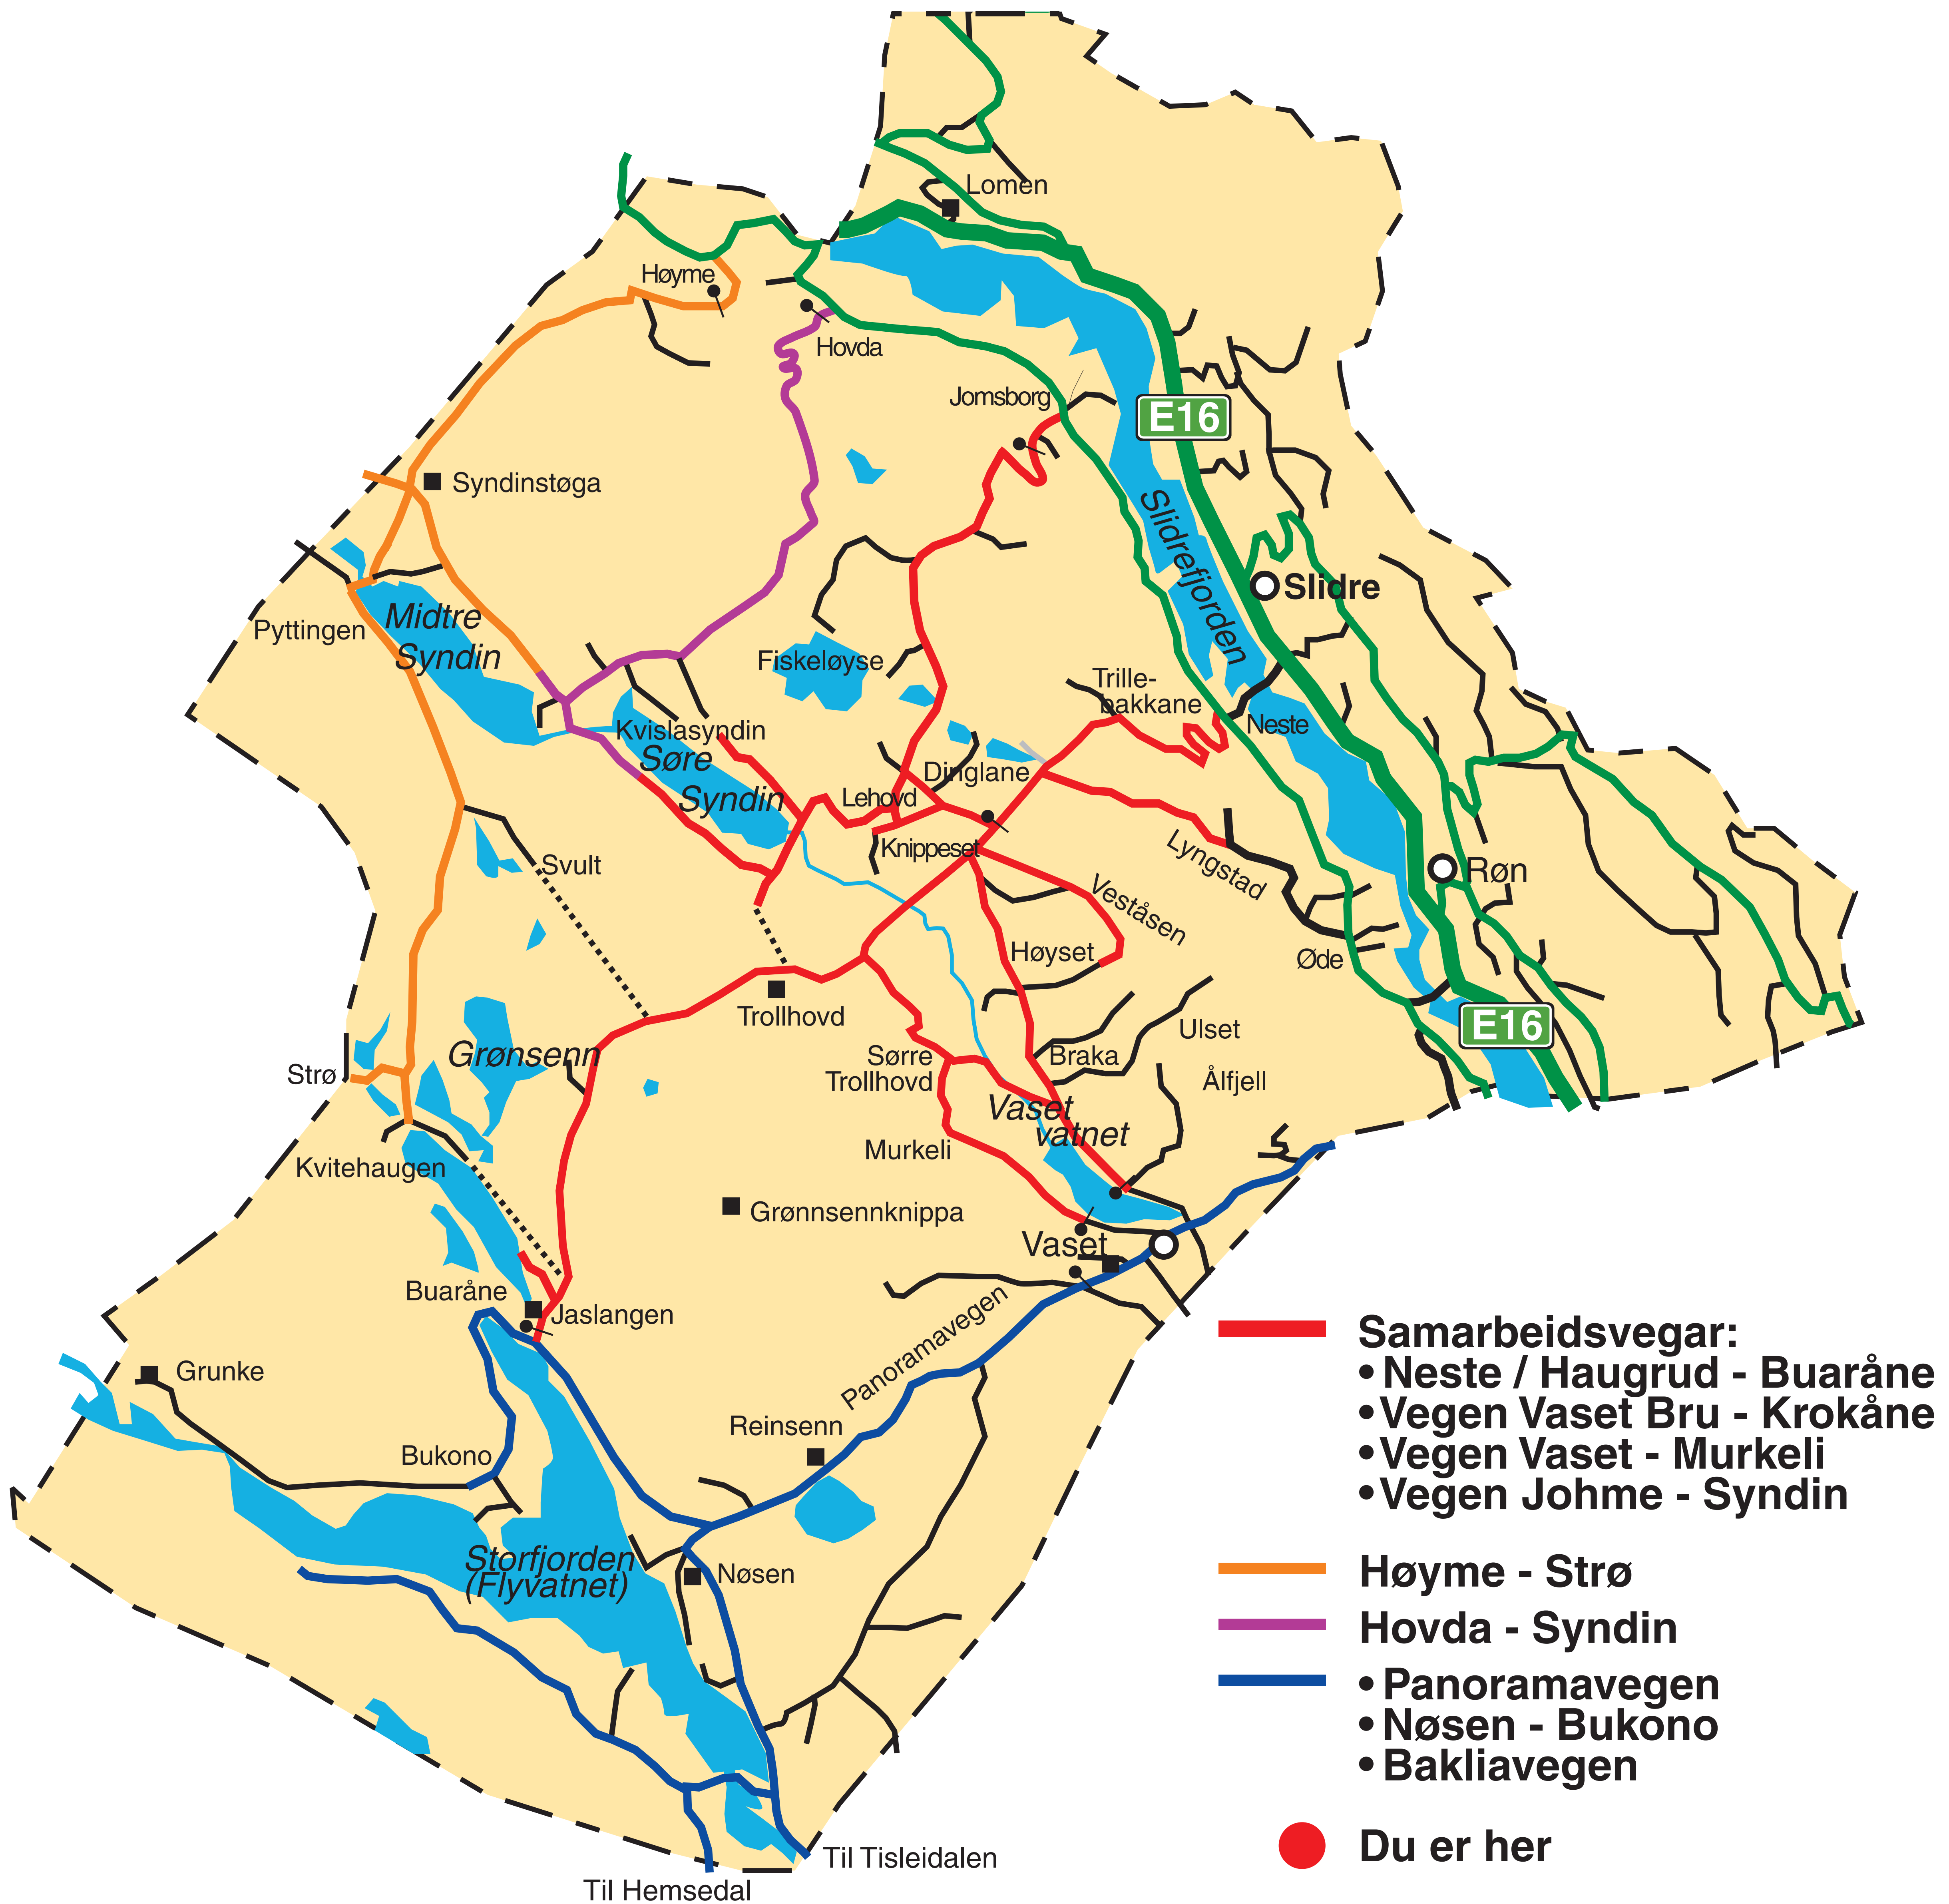 Lomen
Høyme
Hovda
Jomsborg
E16
Syndinstøga
Slidrefjorden
Slidre
Midtre
Syndin
Pyttingen
Fiskeløyse
Trille-
bakkane
Neste
Kvislasyndin
Søre
Syndin
Dinglane
Lehovd
Knippeset
Lyngstad
Svult
Røn
Veståsen
Høyset
Øde
Trollhovd
E16
Ulset
Grønsenn
Sørre
Trollhovd
Braka
Strø
Ålfjell
Vaset
vatnet
Murkeli
Kvitehaugen
Grønnsennknippa
Vaset
Buaråne
Jaslangen
Panoramavegen
Grunke
Reinsenn
Bukono
Storfjorden
(Flyvatnet)
Nøsen
Til Tisleidalen
Til Hemsedal
Samarbeidsvegar:
• Neste / Haugrud - Buaråne
• Vegen Vaset Bru - Krokåne
• Vegen Vaset - Murkeli
• Vegen Johme - Syndin
Høyme - Strø
Hovda - Syndin
• Panoramavegen
• Nøsen - Bukono
• Bakliavegen
Du er her